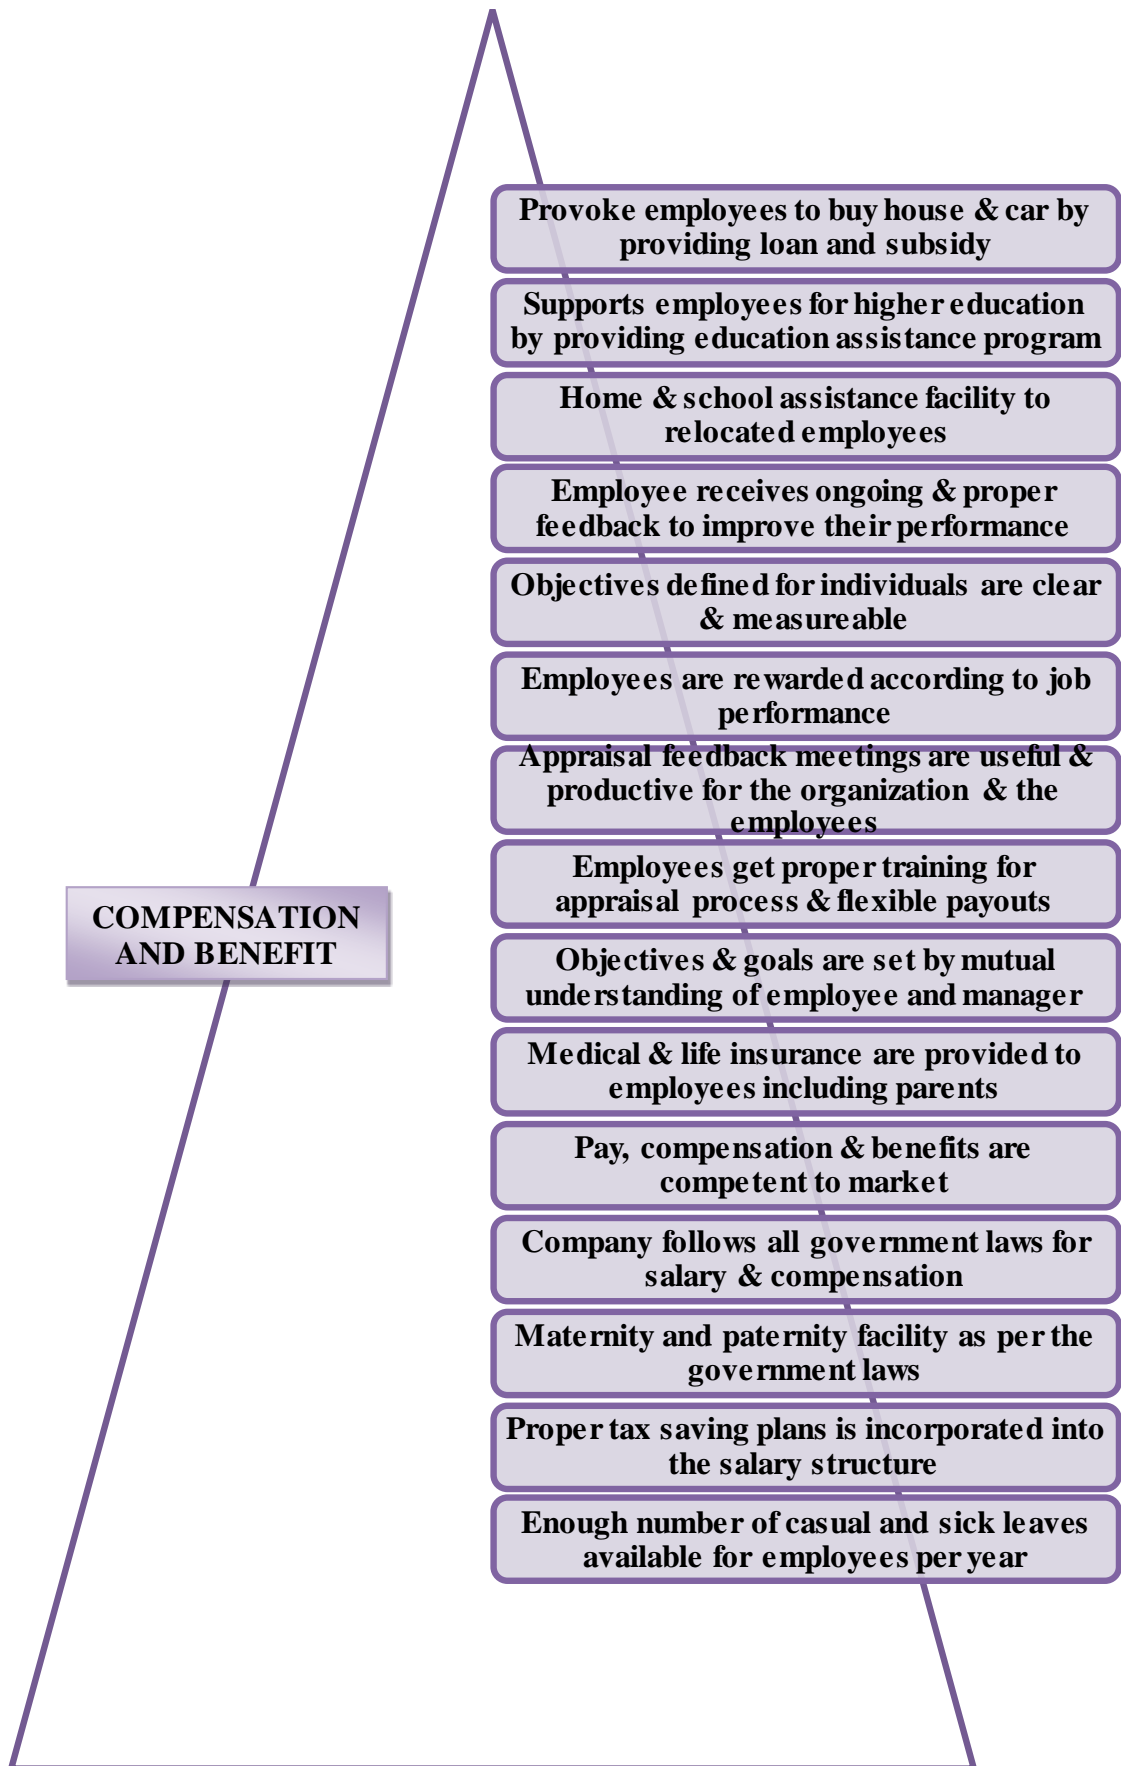 Provoke employees to buy house & car by
providing loan and subsidy
Supports employees for higher education
by providing education assistance program
Home & school assistance facility to
relocated employees
Employee receives ongoing & proper
feedback to improve their performance
Objectives defined for individuals are clear
& measureable
Employees are rewarded according to job
performance
Appraisal feedback meetings are useful &
productive for the organization & the
employees
Employees get proper training for
appraisal process & flexible payouts
COMPENSATION
AND BENEFIT
Objectives & goals are set by mutual
understanding of employee and manager
Medical & life insurance are provided to
employees including parents
Pay, compensation & benefits are
competent to market
Company follows all government laws for
salary & compensation
Maternity and paternity facility as per the
government laws
Proper tax saving plans is incorporated into
the salary structure
Enough number of casual and sick leaves
available for employees per year